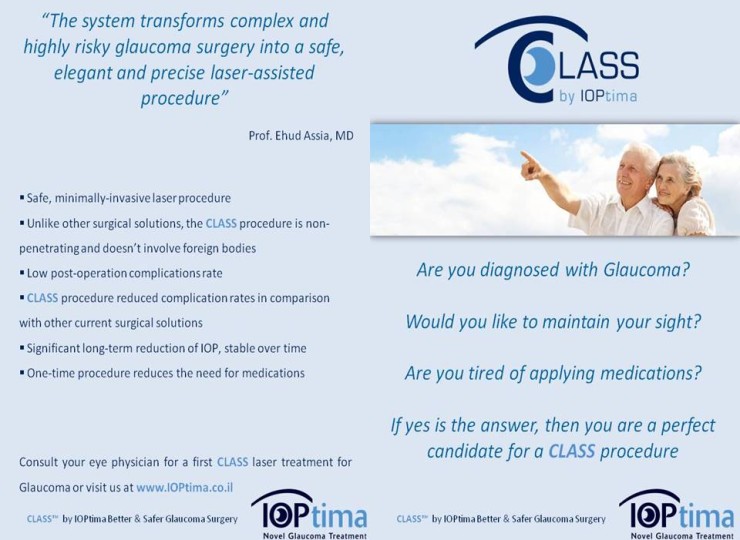 “The system transforms complex and
highly risky glaucoma surgery into a safe,
elegant and precise laser-assisted
procedure”
Prof. Ehud Assia, MD
▪ Safe, minimally-invasive laser procedure
▪ Unlike other surgical solutions, the CLASS procedure is non-
penetrating and doesn’t involve foreign bodies
▪ Low post-operation complications rate
▪ CLASS procedure reduced complication rates in comparison
with other current surgical solutions
▪ Significant long-term reduction of IOP, stable over time
▪ One-time procedure reduces the need for medications
Consult your eye physician for a first CLASS laser treatment for
Glaucoma or visit us at www.IOPtima.co.il
CLASS™ by IOPtima Better & Safer Glaucoma Surgery
IOPtima
Novel Glaucoma Treatment
CLASS
by IOPtima
Are you diagnosed with Glaucoma?
Would you like to maintain your sight?
Are you tired of applying medications?
If yes is the answer, then you are a perfect
candidate for a CLASS procedure
CLASS™ by IOPtima Better & Safer Glaucoma Surgery
IOPtima
Novel Glaucoma Treatment